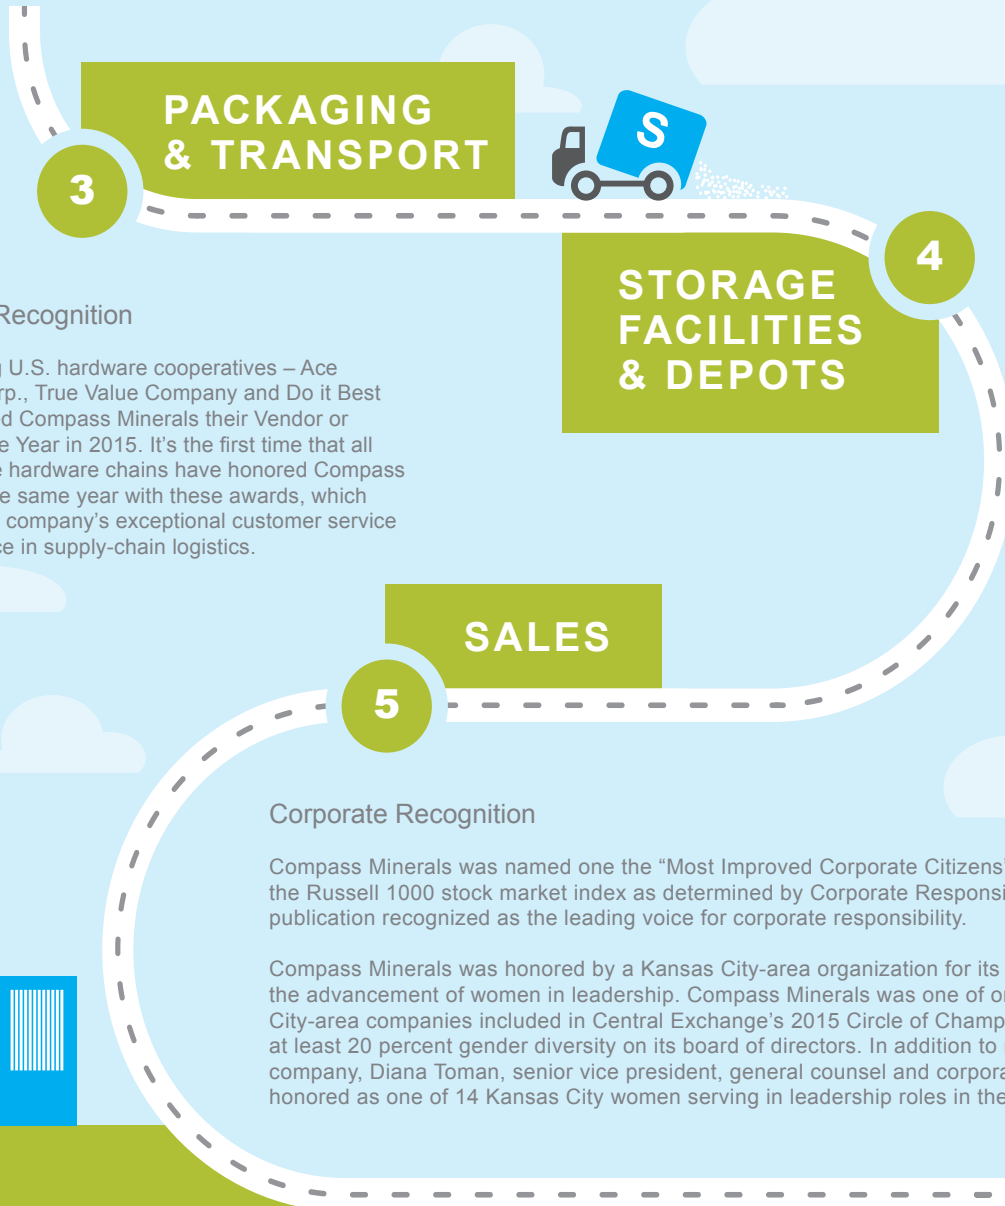 PACKAGING
& TRANSPORT
S
3
4
STORAGE
FACILITIES
& DEPOTS
Recognition
U.S. hardware cooperatives – Ace
rp., True Value Company and Do it Best
ed Compass Minerals their Vendor or
e Year in 2015. It’s the first time that all
e hardware chains have honored Compass
e same year with these awards, which
company’s exceptional customer service
ce in supply-chain logistics.
SALES
5
Corporate Recognition
Compass Minerals was named one the “Most Improved Corporate Citizens”
the Russell 1000 stock market index as determined by Corporate Responsi
publication recognized as the leading voice for corporate responsibility.
Compass Minerals was honored by a Kansas City-area organization for its
the advancement of women in leadership. Compass Minerals was one of o
City-area companies included in Central Exchange’s 2015 Circle of Champ
at least 20 percent gender diversity on its board of directors. In addition to
company, Diana Toman, senior vice president, general counsel and corpora
honored as one of 14 Kansas City women serving in leadership roles in the